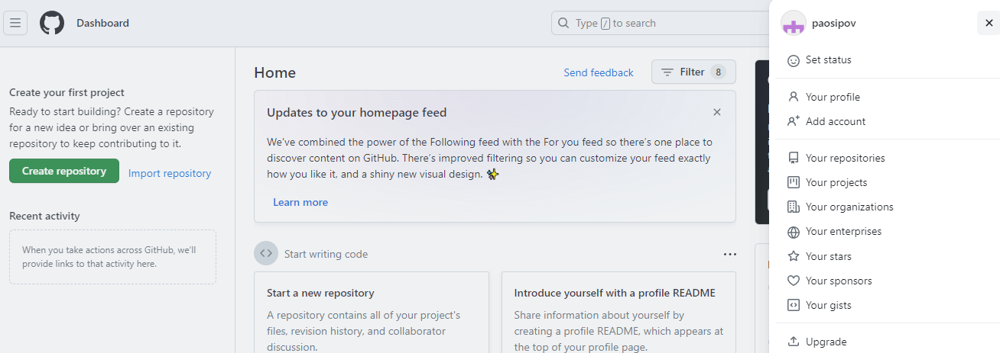 Dashboard
Type / to search
Create your first project
Ready to start building? Create a repository
for a new idea or bring over an existing
repository to keep contributing to it.
Create repository
Import repository
Recent activity
When you take actions across GitHub, we'll
provide links to that activity here.
Home
Send feedback
Filter 8
Updates to your homepage feed
We've combined the power of the Following feed with the For you feed so there's one place to
discover content on GitHub. There's improved filtering so you can customize your feed exactly
how you like it, and a shiny new visual design. ✨
Learn more
Start writing code
Start a new repository
A repository contains all of your project's
files, revision history, and collaborator
discussion.
Introduce yourself with a profile README
Share information about yourself by
creating a profile README, which appears at
the top of your profile page.
paosipov
Set status
Your profile
Add account
Your repositories
Your projects
Your organizations
Your enterprises
Your stars
Your sponsors
Your gists
Upgrade